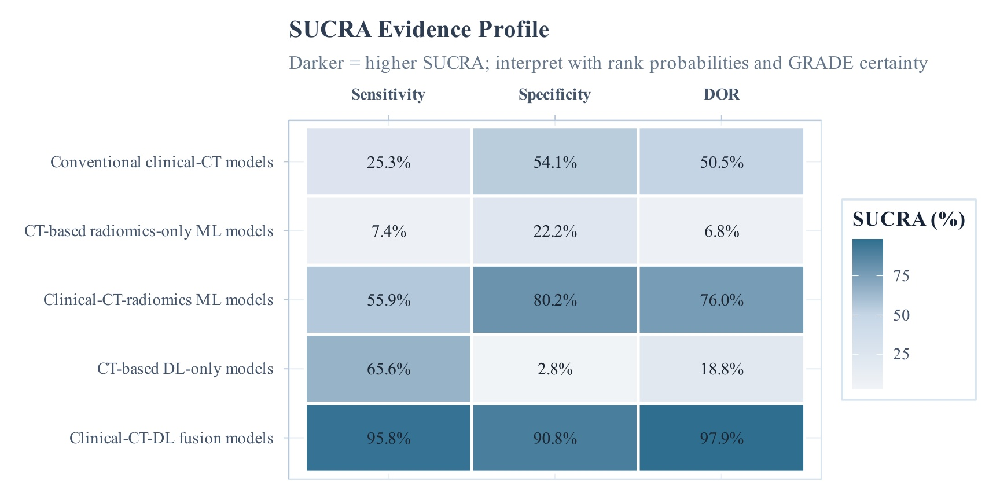 SUCRA Evidence Profile
Darker = higher SUCRA; interpret with rank probabilities and GRADE certainty
Sensitivity Specificity DOR
Conventional clinical-CT models 25.3% 54.1% 50.5%
CT-based radiomics-only ML models 7.4% 22.2% 6.8%
Clinical-CT-radiomics ML models 55.9% 80.2% 76.0%
CT-based DL-only models 65.6% 2.8% 18.8%
Clinical-CT-DL fusion models 95.8% 90.8% 97.9%
SUCRA (%)
75
50
25